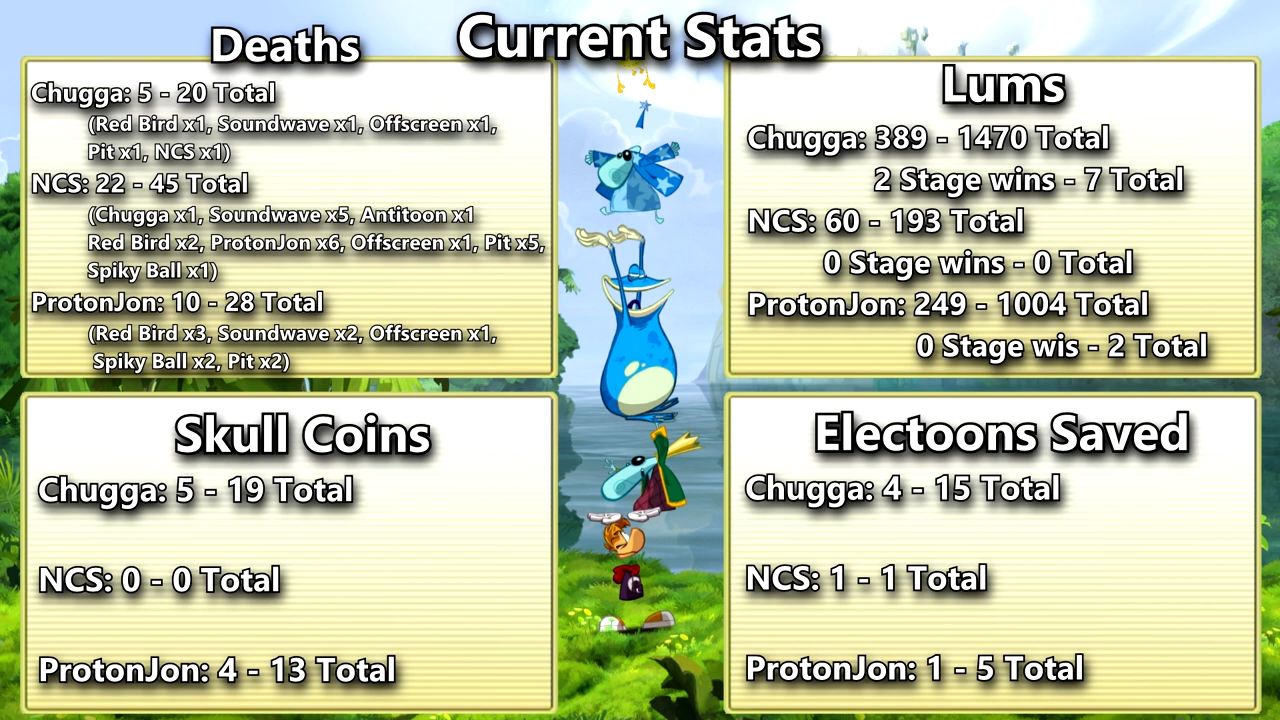 Current Stats
Deaths
Chugga: 5 - 20 Total
(Red Bird x1, Soundwave x1, Offscreen x1,
Pit x1, NCS x1)
NCS: 22 - 45 Total
(Chugga x1, Soundwave x5, Antitoon x1
Red Bird x2, ProtonJon x6, Offscreen x1, Pit x5,
Spiky Ball x1)
ProtonJon: 10 - 28 Total
(Red Bird x3, Soundwave x2, Offscreen x1,
Spiky Ball x2, Pit x2)
Lums
Chugga: 389 - 1470 Total
2 Stage wins - 7 Total
NCS: 60 - 193 Total
0 Stage wins - 0 Total
ProtonJon: 249 - 1004 Total
0 Stage wis - 2 Total
Skull Coins
Chugga: 5 - 19 Total
NCS: 0 - 0 Total
ProtonJon: 4 - 13 Total
Electoons Saved
Chugga: 4 - 15 Total
NCS: 1 - 1 Total
ProtonJon: 1 - 5 Total